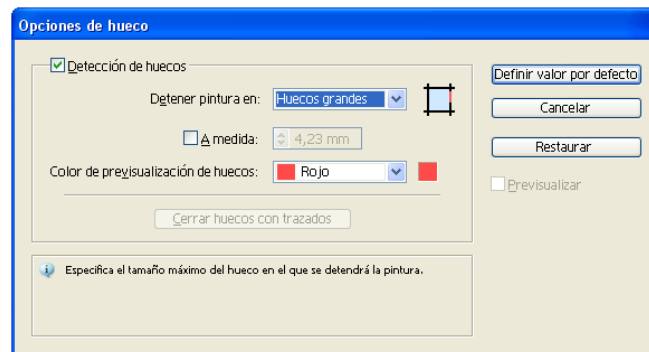 Opciones de hueco
Detección de huecos
Detener pintura en: Huecos grandes
A medida: 4,23 mm
Color de previsualización de huecos: Rojo
Cerrar huecos con trazados
Especifica el tamaño máximo del hueco en el que se detendrá la pintura.
Definir valor por defecto
Cancelar
Restaurar
Previsualizar